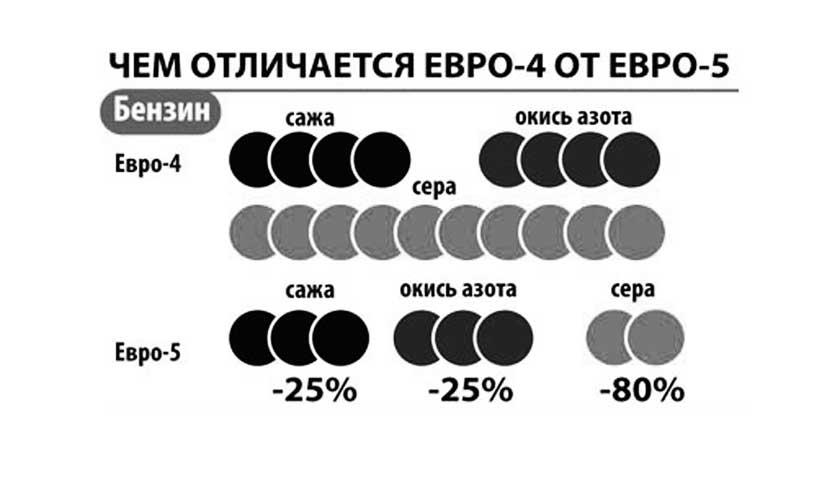 ЧЕМ ОТЛИЧАЕТСЯ ЕВРО-4 ОТ ЕВРО-5
Бензин
сажа
окись азота
Евро-4
сера
сажа
окись азота
сера
Евро-5
-25%
-25%
-80%